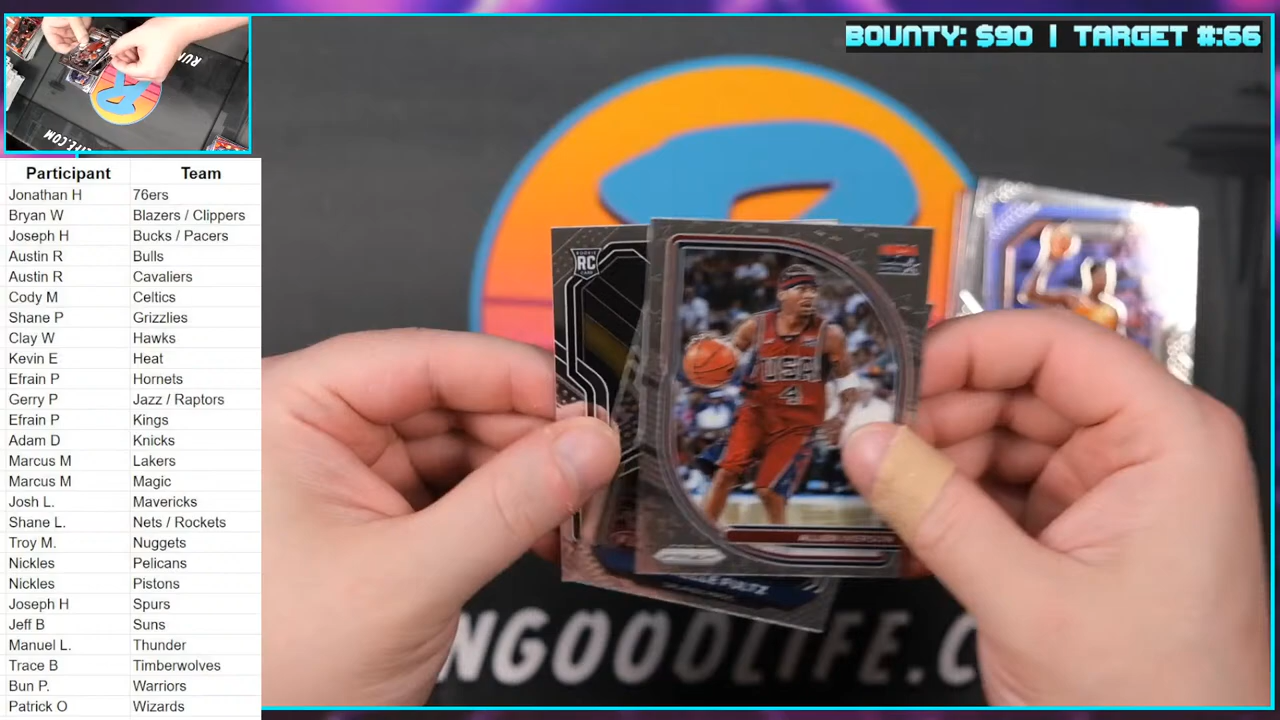 BOUNTY: $90 | TARGET #:66
RUN
.COM
Participant Team
Jonathan H 76ers
Bryan W Blazers / Clippers
Joseph H Bucks / Pacers
Austin R Bulls
Austin R Cavaliers
Cody M Celtics
Shane P Grizzlies
Clay W Hawks
Kevin E Heat
Efrain P Hornets
Gerry P Jazz / Raptors
Efrain P Kings
Adam D Knicks
Marcus M Lakers
Marcus M Magic
Josh L. Mavericks
Shane L. Nets / Rockets
Troy M. Nuggets
Nickles Pelicans
Nickles Pistons
Joseph H Spurs
Jeff B Suns
Manuel L. Thunder
Trace B Timberwolves
Bun P. Warriors
Patrick O Wizards
RC
USA
4
FULTZ
NGOODLIFE.C